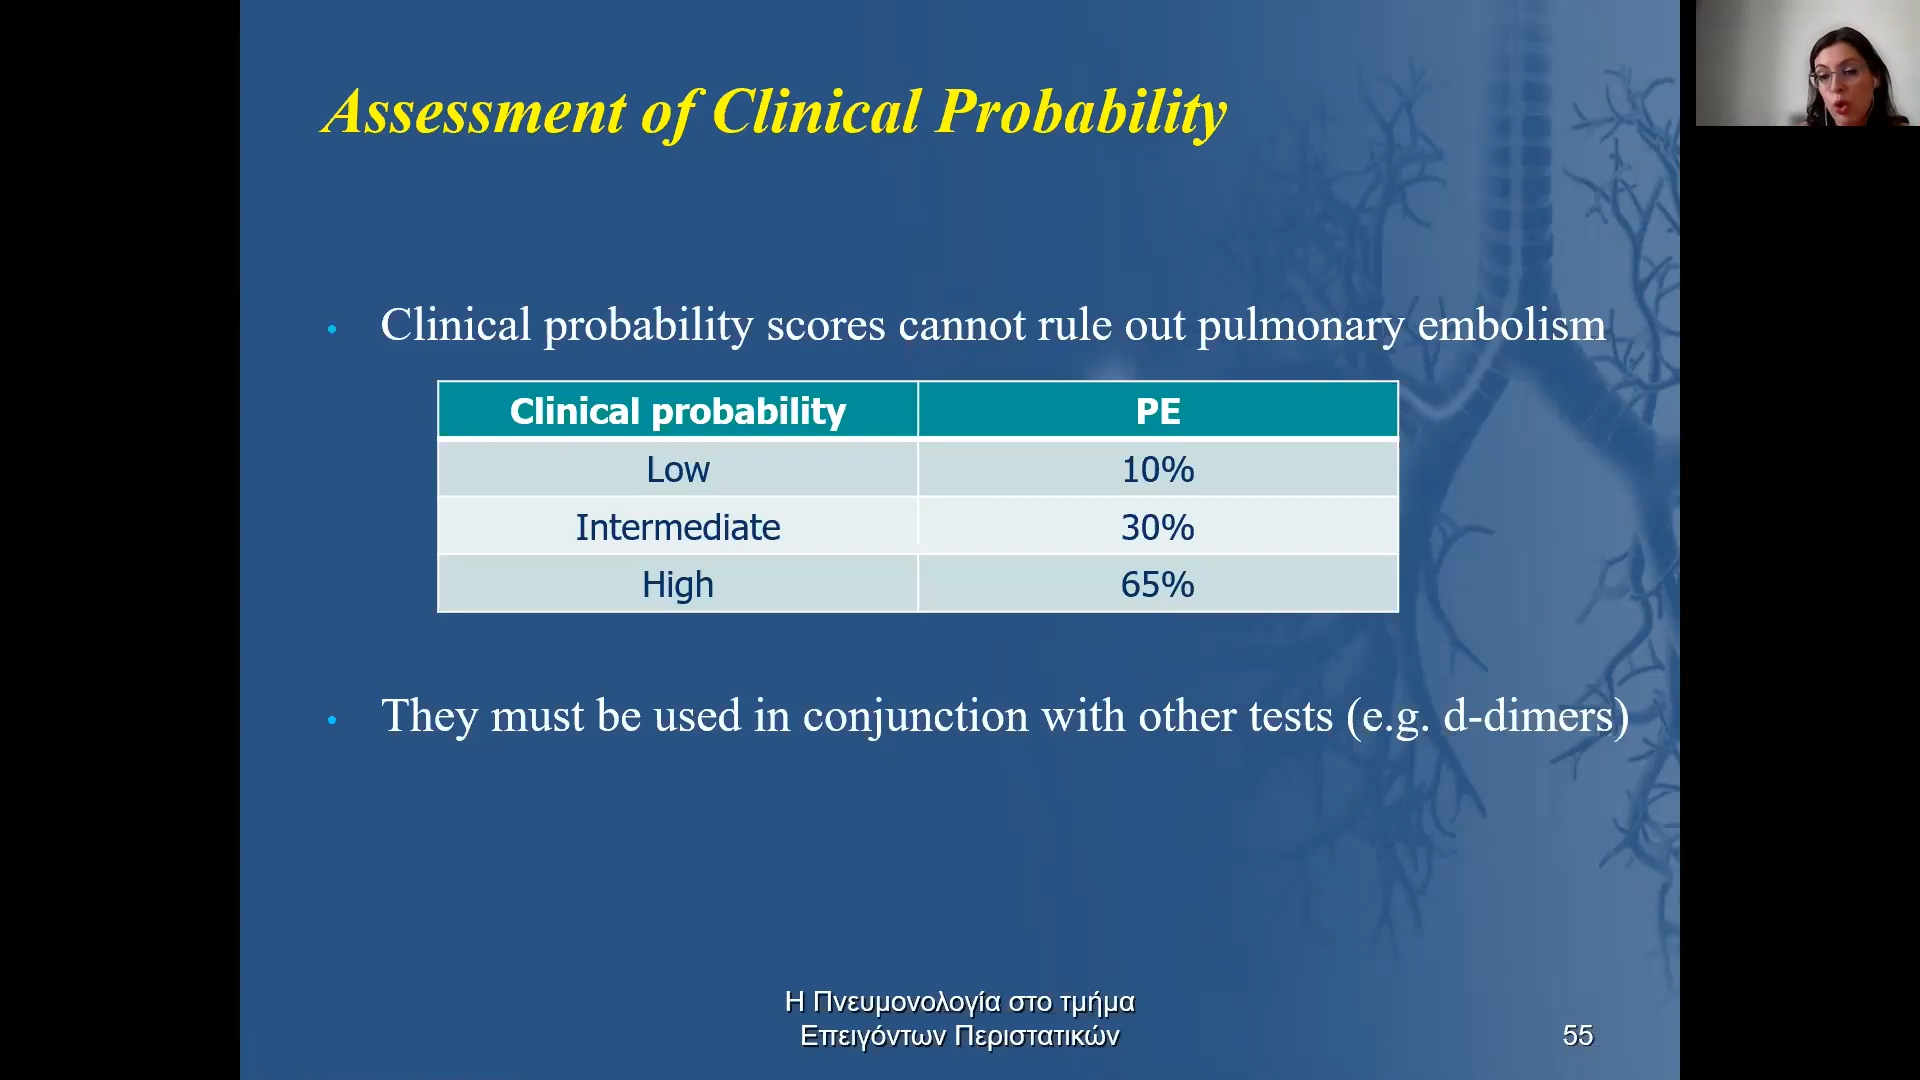 Assessment of Clinical Probability
• Clinical probability scores cannot rule out pulmonary embolism
Clinical probability PE
Low 10%
Intermediate 30%
High 65%
• They must be used in conjunction with other tests (e.g. d-dimers)
Η Πνευμονολογία στο τμήμα
Επειγόντων Περιστατικών
55